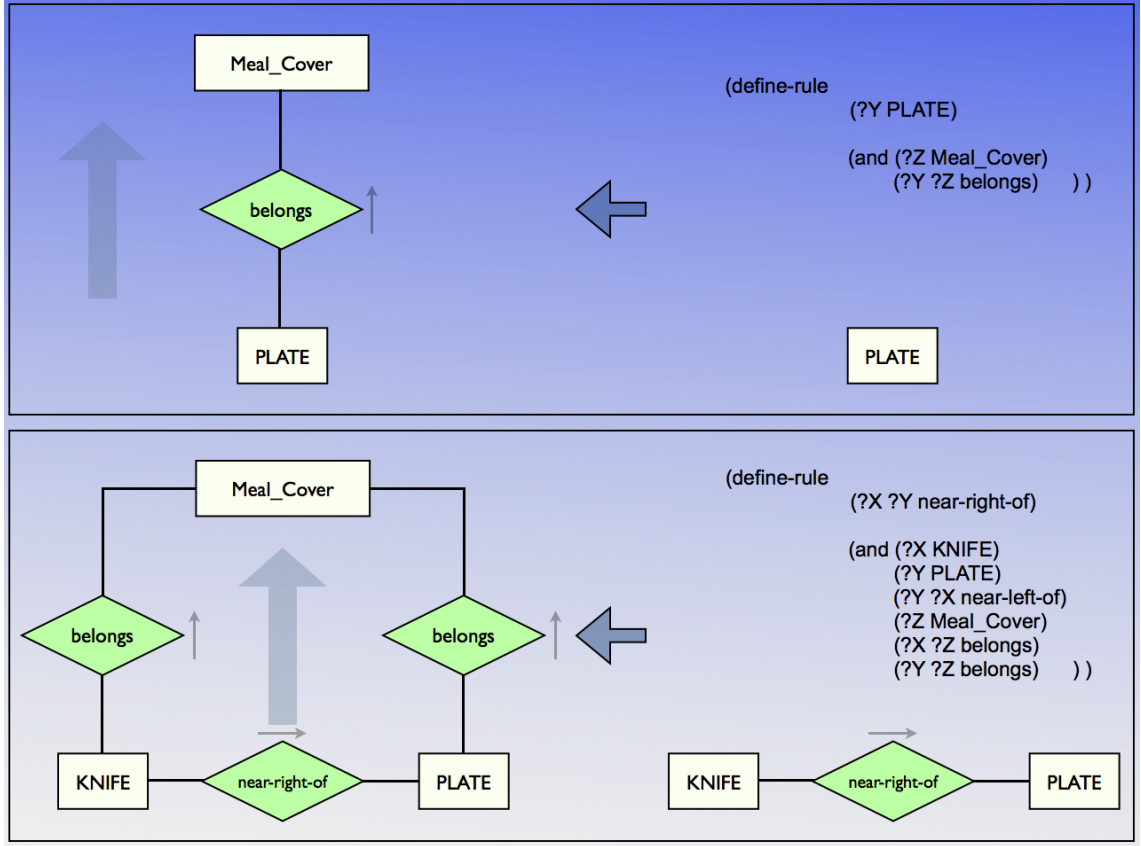 Meal_Cover
belongs
PLATE
(define-rule
(?Y PLATE)
(and (?Z Meal_Cover)
(?Y ?Z belongs) ) )
PLATE
Meal_Cover
belongs
belongs
KNIFE
near-right-of
PLATE
(define-rule
(?X ?Y near-right-of)
(and (?X KNIFE)
(?Y PLATE)
(?Y ?X near-left-of)
(?Z Meal_Cover)
(?X ?Z belongs)
(?Y ?Z belongs) ) )
KNIFE
near-right-of
PLATE